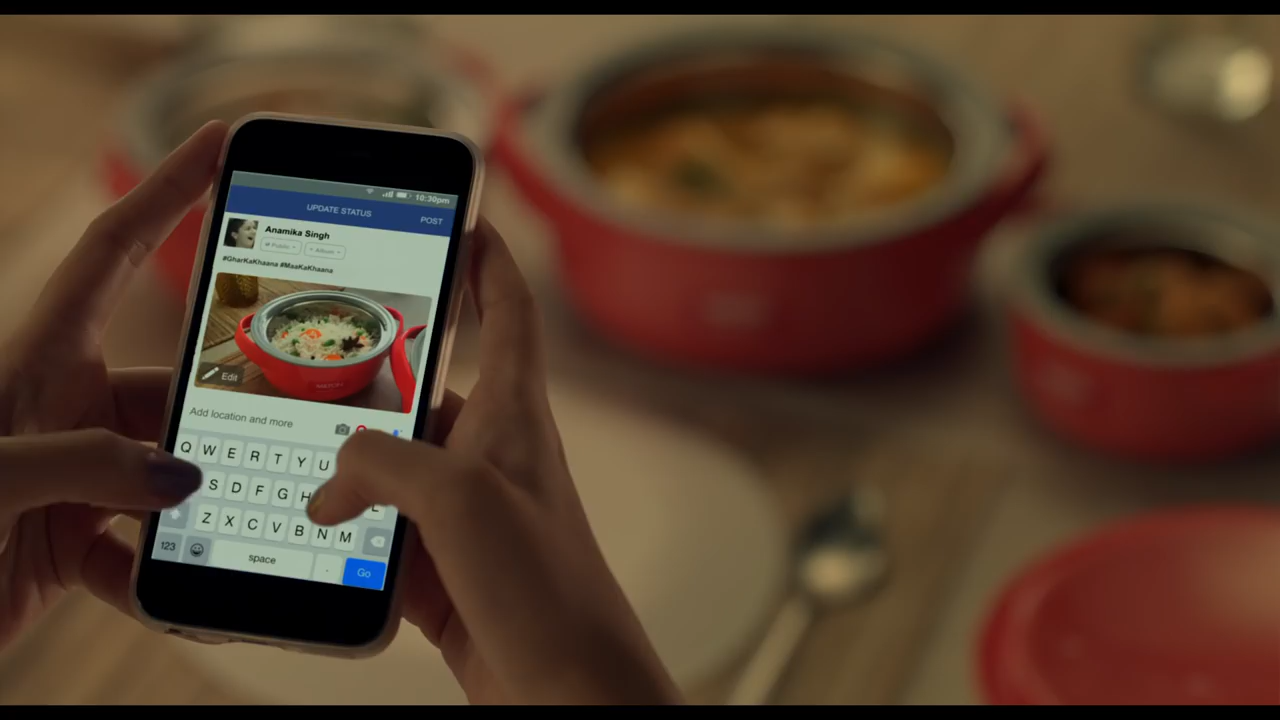 10:30pm
UPDATE STATUS POST
Anamika Singh
Public Album
#GharKaKhaana #MaaKaKhaana
MILTON
Edit
Add location and more
Q W E R T Y U
S D F G H L
Z X C V B N M
123 space . Go